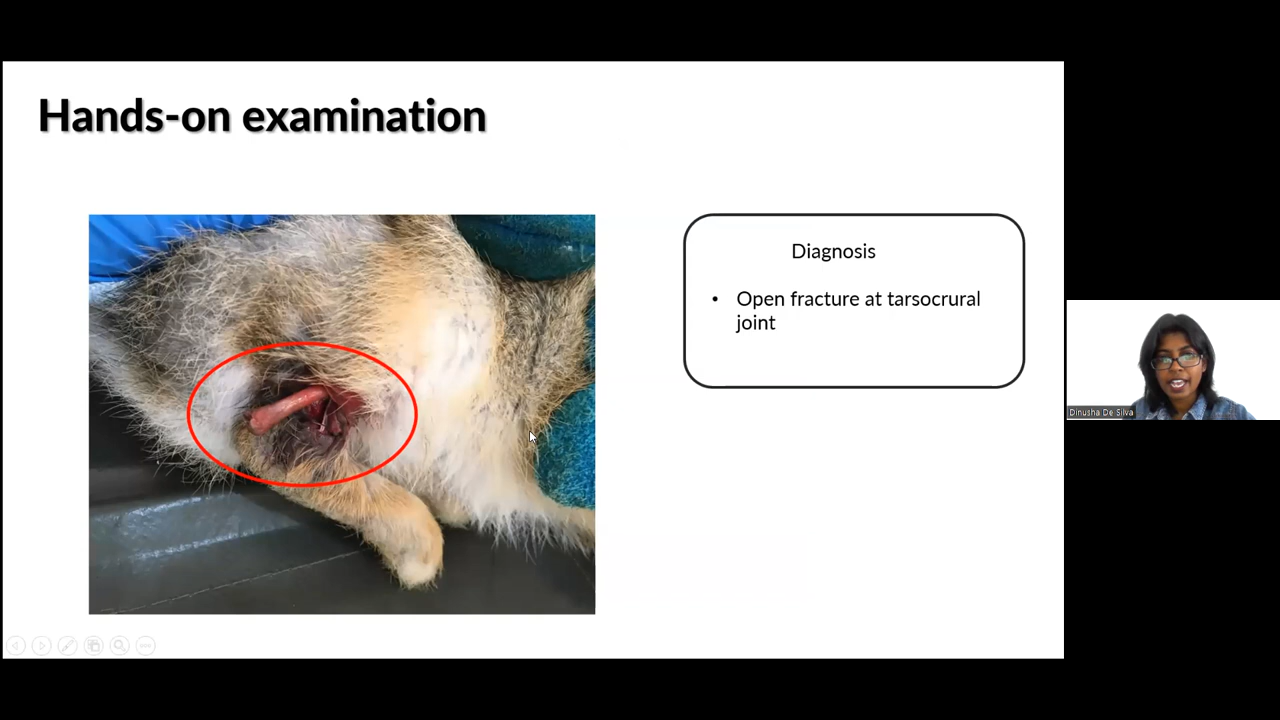 Hands-on examination
Diagnosis
• Open fracture at tarsocrural
joint
Dinusha De Silva